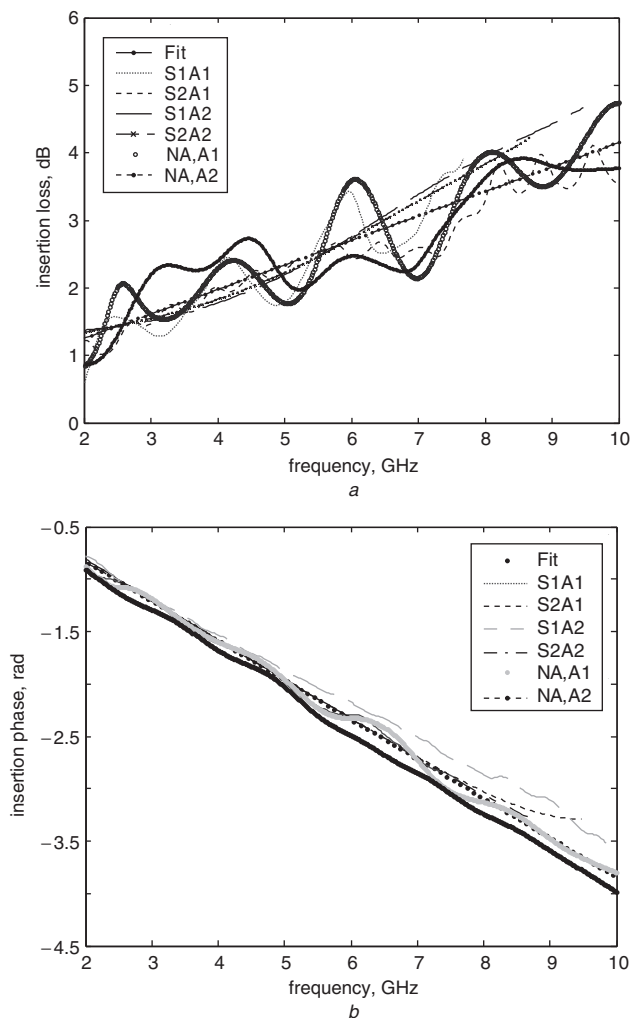 6
5
4
3
2
1
0
insertion loss, dB
Fit
S1A1
S2A1
S1A2
S2A2
NA,A1
NA,A2
2 3 4 5 6 7 8 9 10
frequency, GHz
a
−0.5
−1.5
−2.5
−3.5
−4.5
insertion phase, rad
Fit
S1A1
S2A1
S1A2
S2A2
NA,A1
NA,A2
2 3 4 5 6 7 8 9 10
frequency, GHz
b